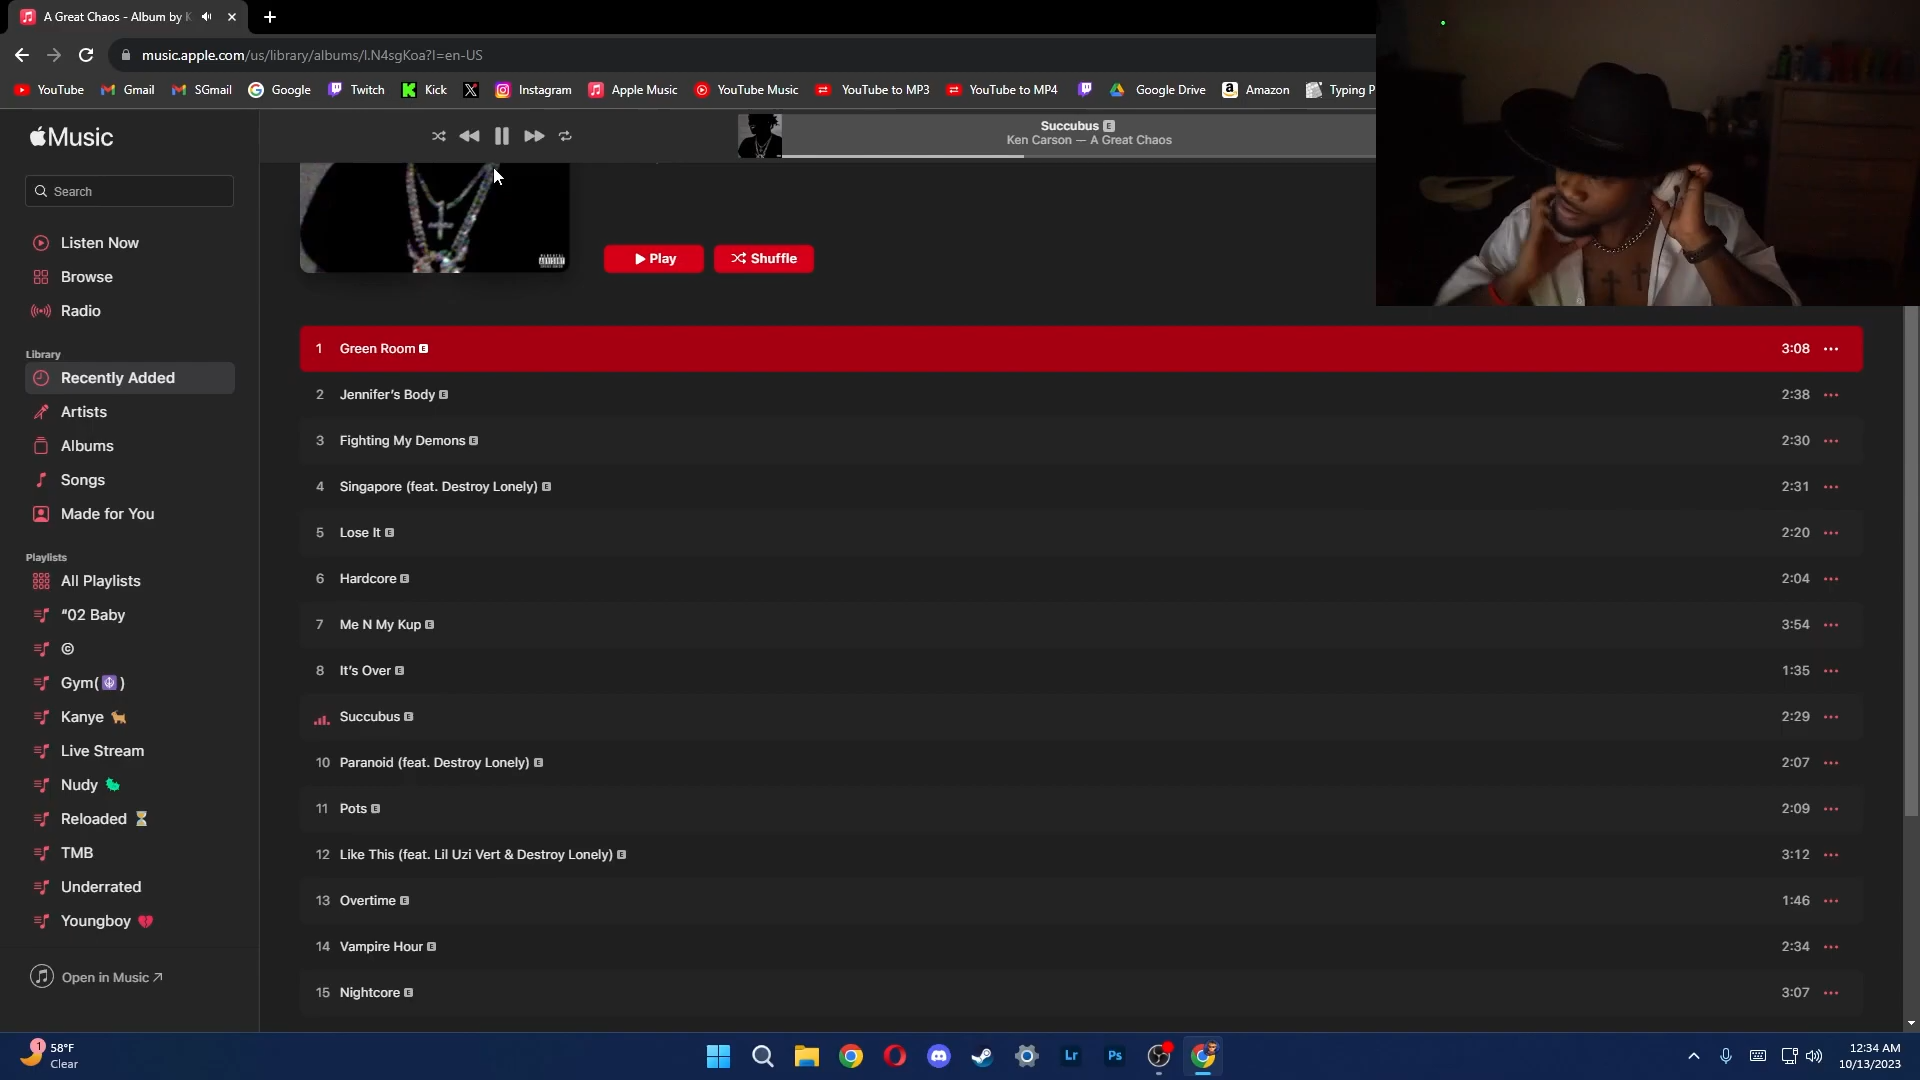 A Great Chaos - Album by K
music.apple.com/us/library/albums/l.N4sgKoa?l=en-US
YouTube Gmail SGmail Google Twitch Kick Instagram Apple Music YouTube Music YouTube to MP3 YouTube to MP4 Google Drive Amazon Typing P
Music
Succubus E
Ken Carson — A Great Chaos
Search
Listen Now
Browse
Radio
Library
Recently Added
Artists
Albums
Songs
Made for You
Playlists
All Playlists
“02 Baby
©
Gym( )
Kanye
Live Stream
Nudy
Reloaded
TMB
Underrated
Youngboy
Open in Music
Play Shuffle
1 Green Room E 3:08
2 Jennifer’s Body E 2:38
3 Fighting My Demons E 2:30
4 Singapore (feat. Destroy Lonely) E 2:31
5 Lose It E 2:20
6 Hardcore E 2:04
7 Me N My Kup E 3:54
8 It’s Over E 1:35
Succubus E 2:29
10 Paranoid (feat. Destroy Lonely) E 2:07
11 Pots E 2:09
12 Like This (feat. Lil Uzi Vert & Destroy Lonely) E 3:12
13 Overtime E 1:46
14 Vampire Hour E 2:34
15 Nightcore E 3:07
1 58°F
Clear
Lr Ps
12:34 AM
10/13/2023